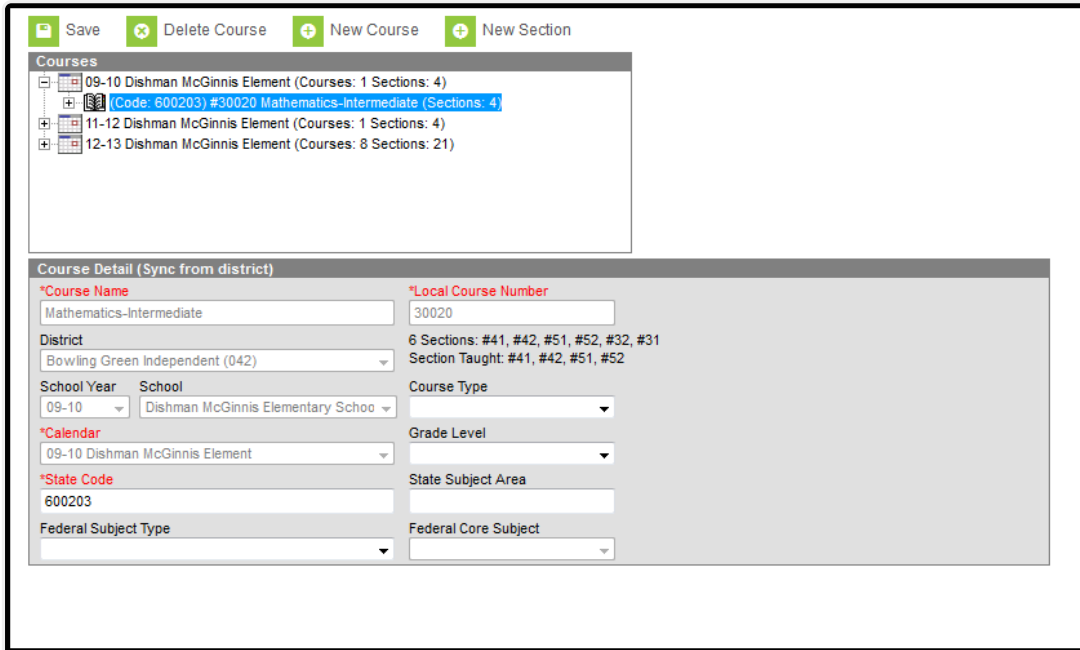 Save Delete Course New Course New Section
Courses
09-10 Dishman McGinnis Element (Courses: 1 Sections: 4)
(Code: 600203) #30020 Mathematics-Intermediate (Sections: 4)
11-12 Dishman McGinnis Element (Courses: 1 Sections: 4)
12-13 Dishman McGinnis Element (Courses: 8 Sections: 21)
Course Detail (Sync from district)
*Course Name *Local Course Number
Mathematics-Intermediate 30020
District 6 Sections: #41, #42, #51, #52, #32, #31
Section Taught: #41, #42, #51, #52
Bowling Green Independent (042)
School Year School Course Type
09-10 Dishman McGinnis Elementary Schoo
*Calendar Grade Level
09-10 Dishman McGinnis Element
*State Code State Subject Area
600203
Federal Subject Type Federal Core Subject